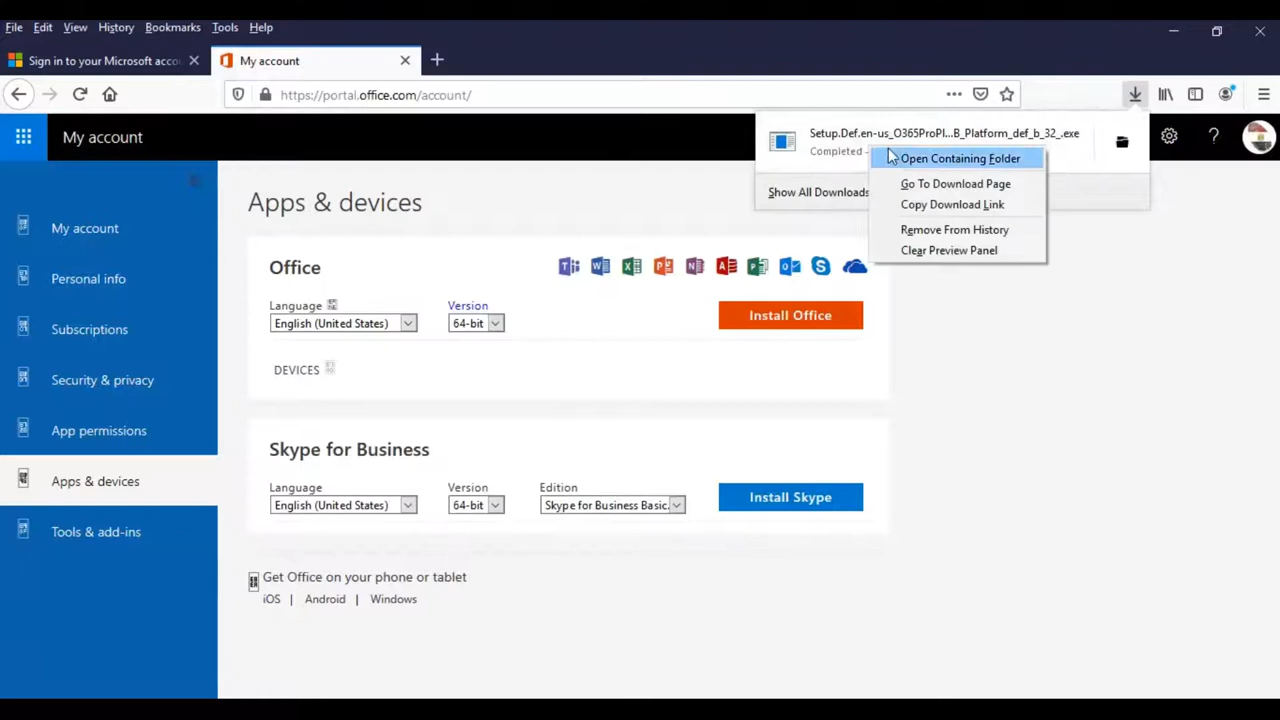 File Edit View History Bookmarks Tools Help
Sign in to your Microsoft acco
My account
https://portal.office.com/account/
My account
Setup.Def.en-us_O365ProPl...B_Platform_def_b_32_.exe
Completed –
Show All Downloads
Open Containing Folder
Go To Download Page
Copy Download Link
Remove From History
Clear Preview Panel
My account
Personal info
Subscriptions
Security & privacy
App permissions
Apps & devices
Tools & add-ins
Apps & devices
Office
Language Version
English (United States) 64-bit Install Office
DEVICES
Skype for Business
Language Version Edition
English (United States) 64-bit Skype for Business Basic. Install Skype
Get Office on your phone or tablet
iOS | Android | Windows